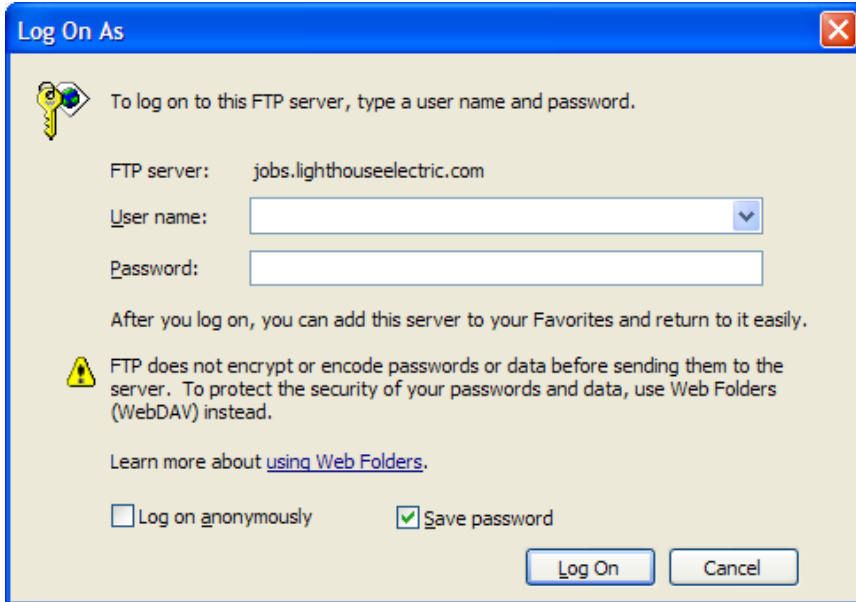 Log On As
To log on to this FTP server, type a user name and password.
FTP server: jobs.lighthouseelectric.com
User name:
Password:
After you log on, you can add this server to your Favorites and return to it easily.
FTP does not encrypt or encode passwords or data before sending them to the
server. To protect the security of your passwords and data, use Web Folders
(WebDAV) instead.
Learn more about using Web Folders.
Log on anonymously Save password
Log On Cancel